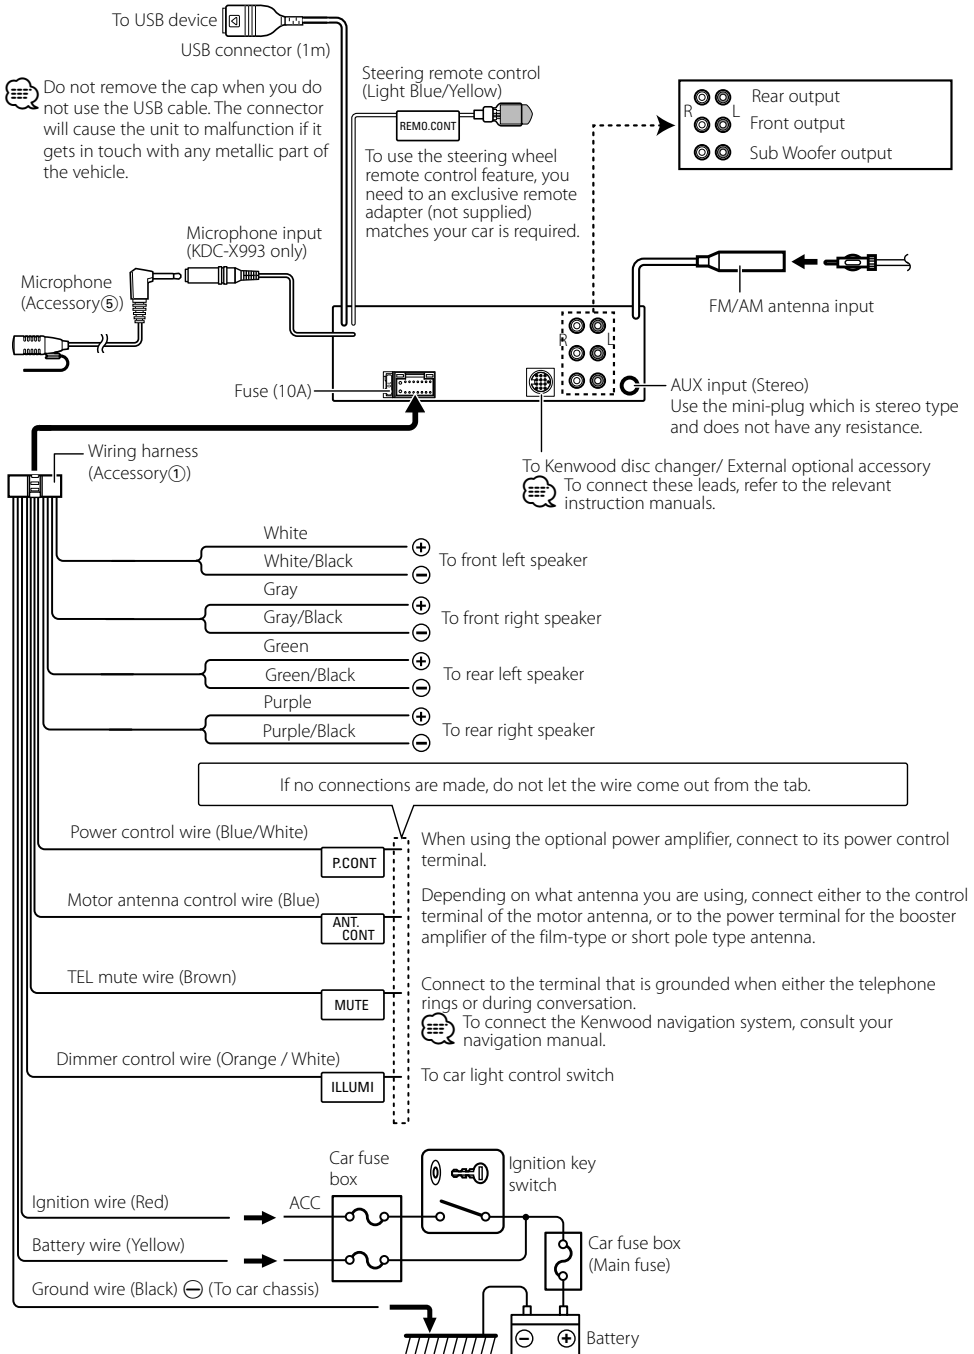 To USB device
USB connector (1m)
Do not remove the cap when you do
not use the USB cable. The connector
will cause the unit to malfunction if it
gets in touch with any metallic part of
the vehicle.
Steering remote control
(Light Blue/Yellow)
REMO.CONT
To use the steering wheel
remote control feature, you
need to an exclusive remote
adapter (not supplied)
matches your car is required.
R
L
Rear output
Front output
Sub Woofer output
Microphone input
(KDC-X993 only)
Microphone
(Accessory⑤)
FM/AM antenna input
R
L
Fuse (10A)
AUX input (Stereo)
Use the mini-plug which is stereo type
and does not have any resistance.
Wiring harness
(Accessory①)
To Kenwood disc changer/ External optional accessory
To connect these leads, refer to the relevant
instruction manuals.
White
White/Black
⊕
⊖
To front left speaker
Gray
Gray/Black
⊕
⊖
To front right speaker
Green
Green/Black
⊕
⊖
To rear left speaker
Purple
Purple/Black
⊕
⊖
To rear right speaker
If no connections are made, do not let the wire come out from the tab.
Power control wire (Blue/White)
P.CONT
When using the optional power amplifier, connect to its power control
terminal.
Motor antenna control wire (Blue)
ANT.
CONT
Depending on what antenna you are using, connect either to the control
terminal of the motor antenna, or to the power terminal for the booster
amplifier of the film-type or short pole type antenna.
TEL mute wire (Brown)
MUTE
Connect to the terminal that is grounded when either the telephone
rings or during conversation.
To connect the Kenwood navigation system, consult your
navigation manual.
Dimmer control wire (Orange / White)
ILLUMI
To car light control switch
Car fuse
box
Ignition key
switch
Ignition wire (Red)
ACC
Battery wire (Yellow)
Car fuse box
(Main fuse)
Ground wire (Black) ⊖ (To car chassis)
⊖
⊕
Battery